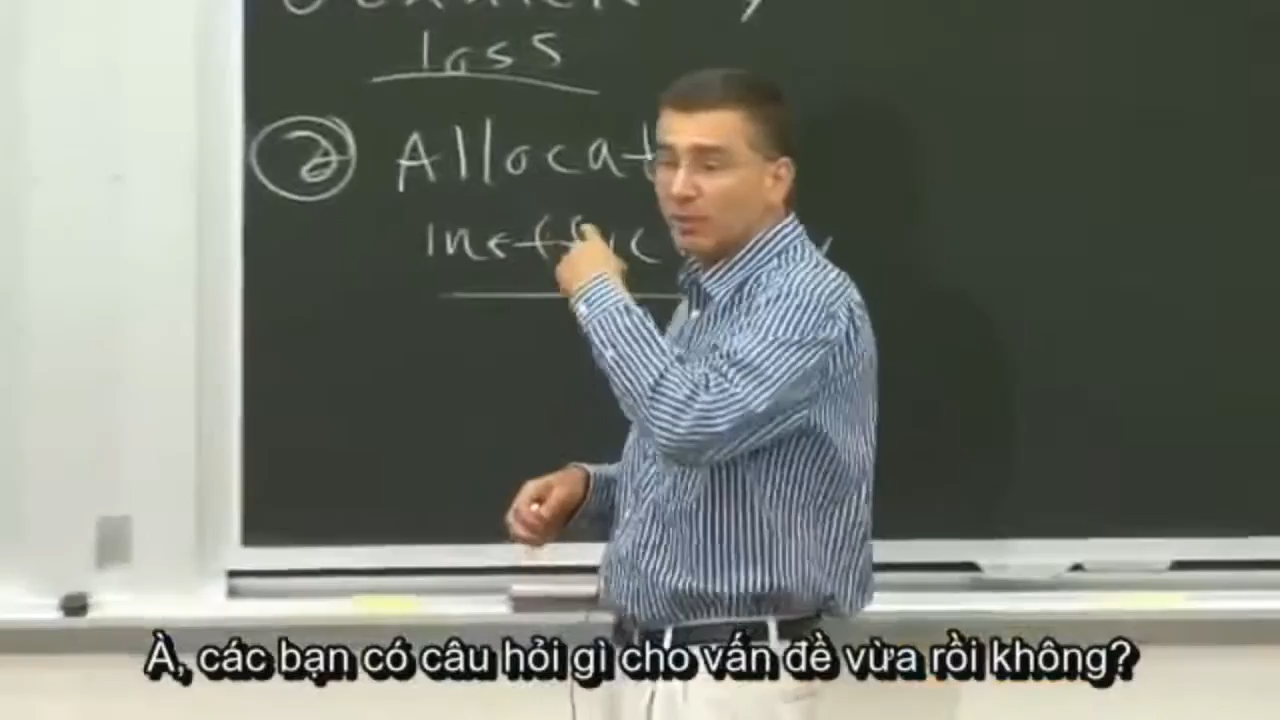 loss
② Allocat
ineffic
À, các bạn có câu hỏi gì cho vấn đề vừa rồi không?